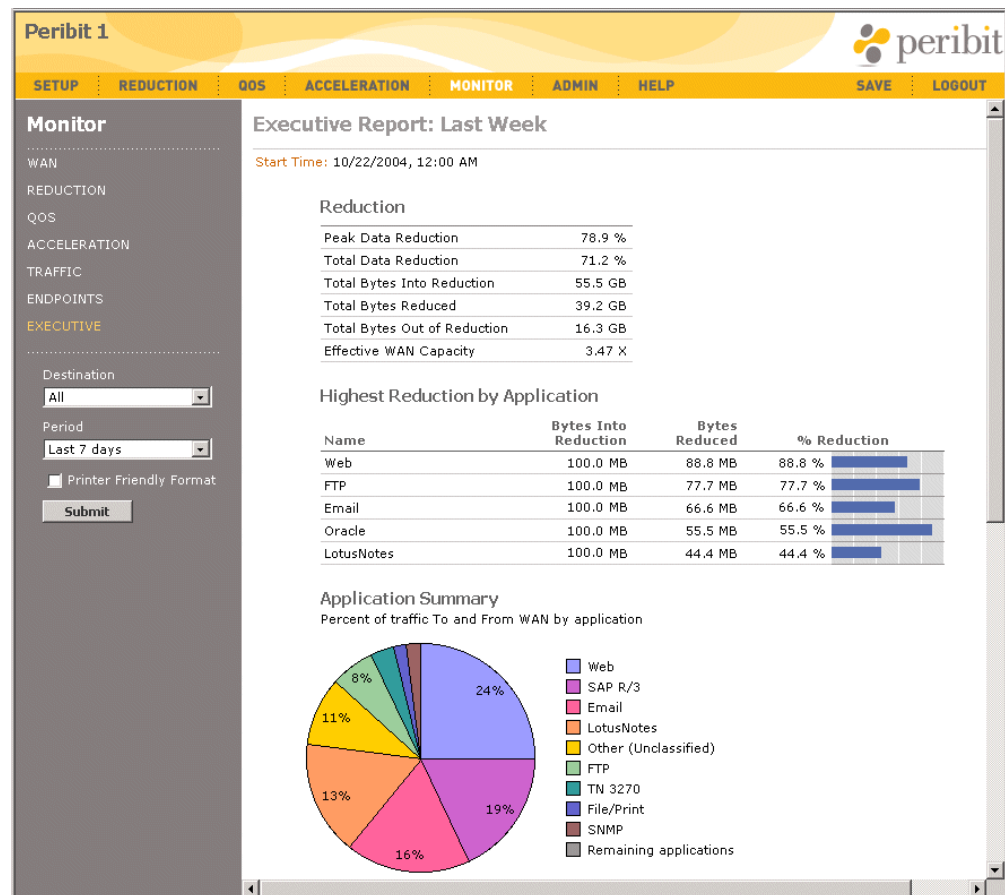 Peribit 1
peribit
SETUP REDUCTION QOS ACCELERATION MONITOR ADMIN HELP SAVE LOGOUT
Monitor
WAN
REDUCTION
QOS
ACCELERATION
TRAFFIC
ENDPOINTS
EXECUTIVE
Destination
All
Period
Last 7 days
Printer Friendly Format
Submit
Executive Report: Last Week
Start Time: 10/22/2004, 12:00 AM
Reduction
Peak Data Reduction 78.9 %
Total Data Reduction 71.2 %
Total Bytes Into Reduction 55.5 GB
Total Bytes Reduced 39.2 GB
Total Bytes Out of Reduction 16.3 GB
Effective WAN Capacity 3.47 X
Highest Reduction by Application
Name Bytes Into Reduction Bytes Reduced % Reduction
Web 100.0 MB 88.8 MB 88.8 %
FTP 100.0 MB 77.7 MB 77.7 %
Email 100.0 MB 66.6 MB 66.6 %
Oracle 100.0 MB 55.5 MB 55.5 %
LotusNotes 100.0 MB 44.4 MB 44.4 %
Application Summary
Percent of traffic To and From WAN by application
24%
19%
16%
13%
11%
8%
Web
SAP R/3
Email
LotusNotes
Other (Unclassified)
FTP
TN 3270
File/Print
SNMP
Remaining applications